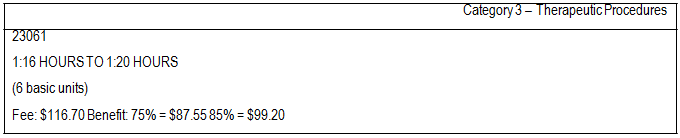 Category 3 – Therapeutic Procedures
23061
1:16 HOURS TO 1:20 HOURS
(6 basic units)
Fee: $116.70 Benefit: 75% = $87.55 85% = $99.20